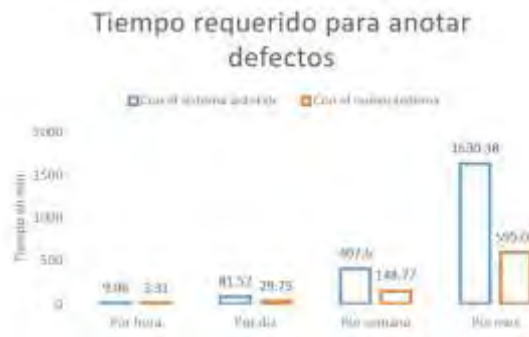 Tiempo requerido para anotar
defectos
Con el sistema anterior Con el nuevo sistema
2000
1500
1000
500
0
Tiempo en min
9.06 3.31
81.52 29.75
407.6 148.77
1630.38 595.0
Por hora Por dia Por semana Por mes